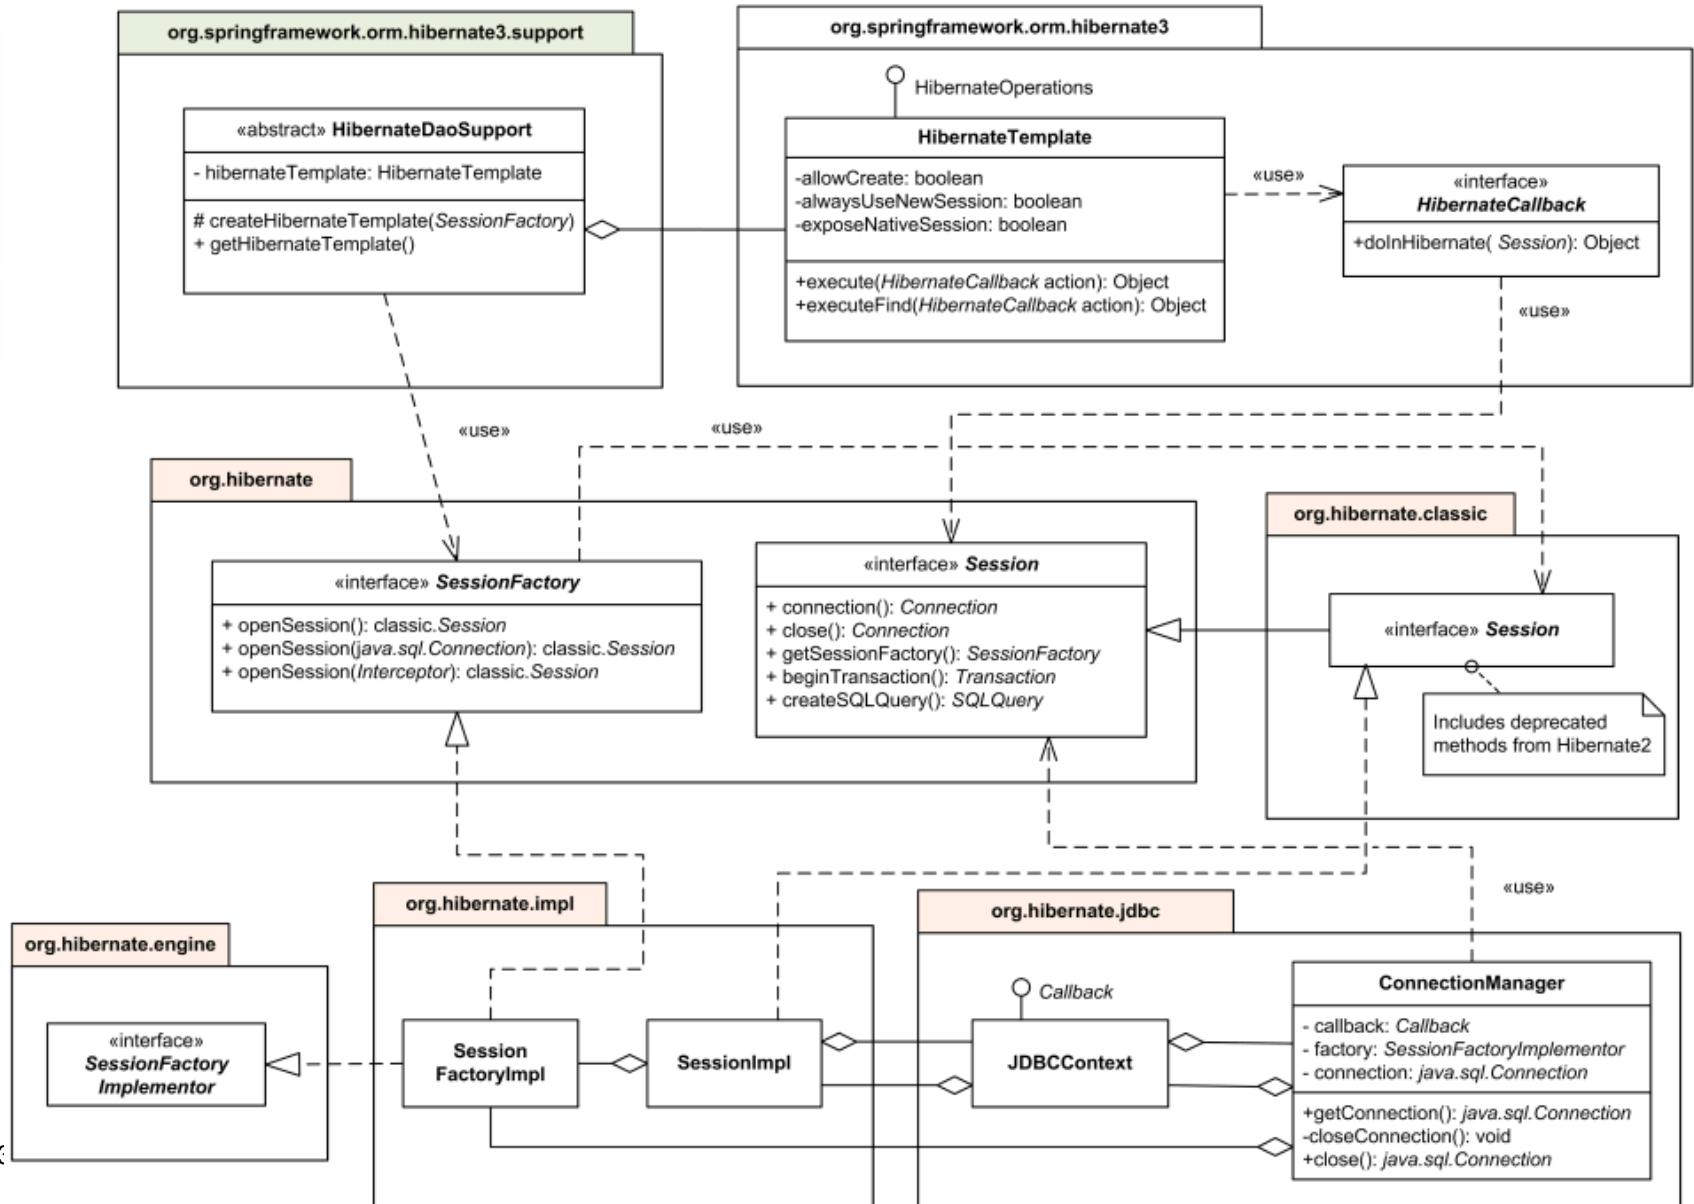 org.springframework.orm.hibernate3.support
«abstract» HibernateDaoSupport
- hibernateTemplate: HibernateTemplate
# createHibernateTemplate(SessionFactory)
+ getHibernateTemplate()
org.springframework.orm.hibernate3
HibernateOperations
HibernateTemplate
-allowCreate: boolean
-alwaysUseNewSession: boolean
-exposeNativeSession: boolean
+execute(HibernateCallback action): Object
+executeFind(HibernateCallback action): Object
«use»
«interface»
HibernateCallback
+doInHibernate( Session): Object
«use»
«use»
«use»
org.hibernate
«interface» SessionFactory
+ openSession(): classic.Session
+ openSession(java.sql.Connection): classic.Session
+ openSession(Interceptor): classic.Session
«interface» Session
+ connection(): Connection
+ close(): Connection
+ getSessionFactory(): SessionFactory
+ beginTransaction(): Transaction
+ createSQLQuery(): SQLQuery
org.hibernate.classic
«interface» Session
Includes deprecated
methods from Hibernate2
org.hibernate.engine
«interface»
SessionFactory
Implementor
org.hibernate.impl
Session
FactoryImpl
SessionImpl
org.hibernate.jdbc
«use»
Callback
JDBCContext
ConnectionManager
- callback: Callback
- factory: SessionFactoryImplementor
- connection: java.sql.Connection
+getConnection(): java.sql.Connection
-closeConnection(): void
+close(): java.sql.Connection